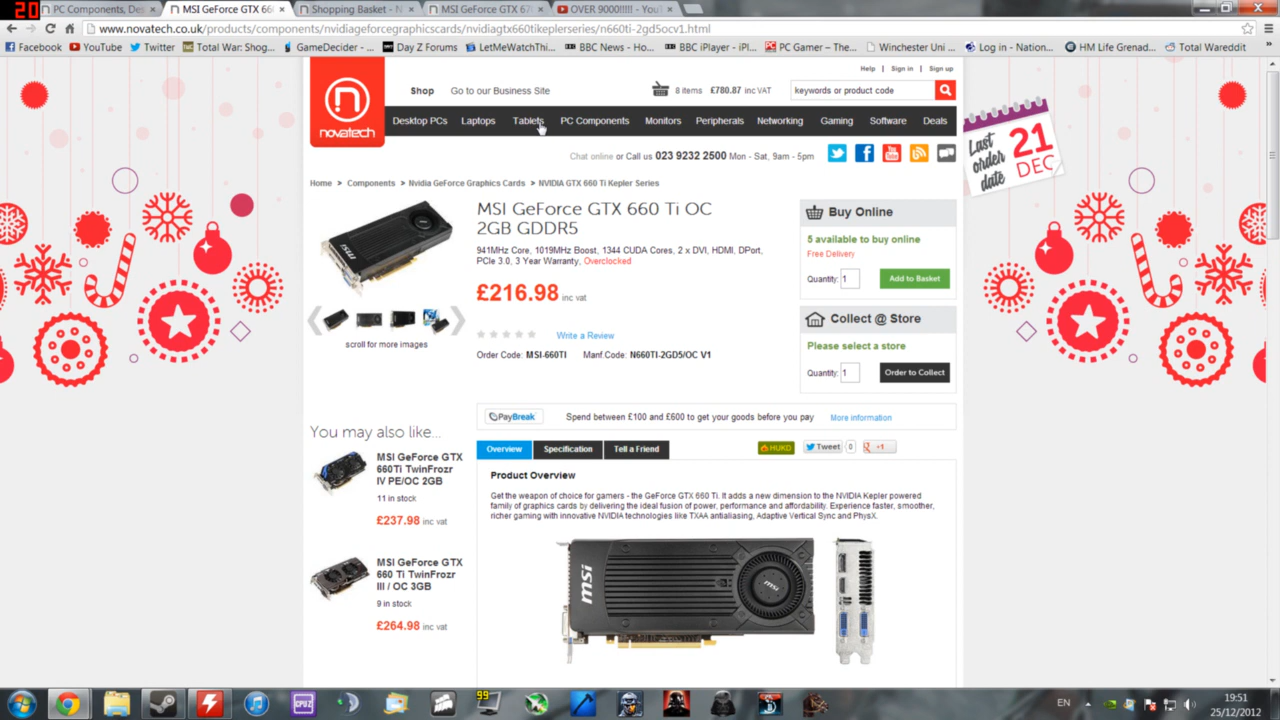 20
PC Components, Des
MSI GeForce GTX 66
Shopping Basket - N
MSI GeForce GTX 67
OVER 9000!!!!! - YouT
www.novatech.co.uk/products/components/nvidiageforcegraphicscards/nvidiagtx660tikeplerseries/n660ti-2gd5ocv1.html
Facebook
YouTube
Twitter
Total War: Shog...
GameDecider - ...
Day Z Forums
LetMeWatchThi...
BBC News - Ho...
BBC iPlayer - iPl...
PC Gamer – The...
Winchester Uni ...
Log in - Nation...
HM Life Grenad...
Total Wareddit
»
Help | Sign in | Sign up
novatech
Shop
Go to our Business Site
8 items £780.87 inc VAT
keywords or product code
Desktop PCs
Laptops
Tablets
PC Components
Monitors
Peripherals
Networking
Gaming
Software
Deals
Last order date 21 DEC
Chat online or Call us 023 9232 2500 Mon - Sat, 9am - 5pm
Home > Components > Nvidia GeForce Graphics Cards > NVIDIA GTX 660 Ti Kepler Series
MSI GeForce GTX 660 Ti OC
2GB GDDR5
941MHz Core, 1019MHz Boost, 1344 CUDA Cores, 2 x DVI, HDMI, DPort,
PCIe 3.0, 3 Year Warranty, Overclocked
£216.98 inc vat
Write a Review
Order Code: MSI-660TI Manf.Code: N660TI-2GD5/OC V1
scroll for more images
Buy Online
5 available to buy online
Free Delivery
Quantity: 1 Add to Basket
Collect @ Store
Please select a store
Quantity: 1 Order to Collect
PayBreak
Spend between £100 and £600 to get your goods before you pay
More information
You may also like...
MSI GeForce GTX
660Ti TwinFrozr
IV PE/OC 2GB
11 in stock
£237.98 inc vat
MSI GeForce GTX
660 Ti TwinFrozr
III / OC 3GB
9 in stock
£264.98 inc vat
Overview
Specification
Tell a Friend
HUKD
Tweet
0
+1
Product Overview
Get the weapon of choice for gamers - the GeForce GTX 660 Ti. It adds a new dimension to the NVIDIA Kepler powered
family of graphics cards by delivering the ideal fusion of power, performance and affordability. Experience faster, smoother,
richer gaming with innovative NVIDIA technologies like TXAA antialiasing, Adaptive Vertical Sync and PhysX.
msi
msi
CPUZ
99
EN
19:51
25/12/2012